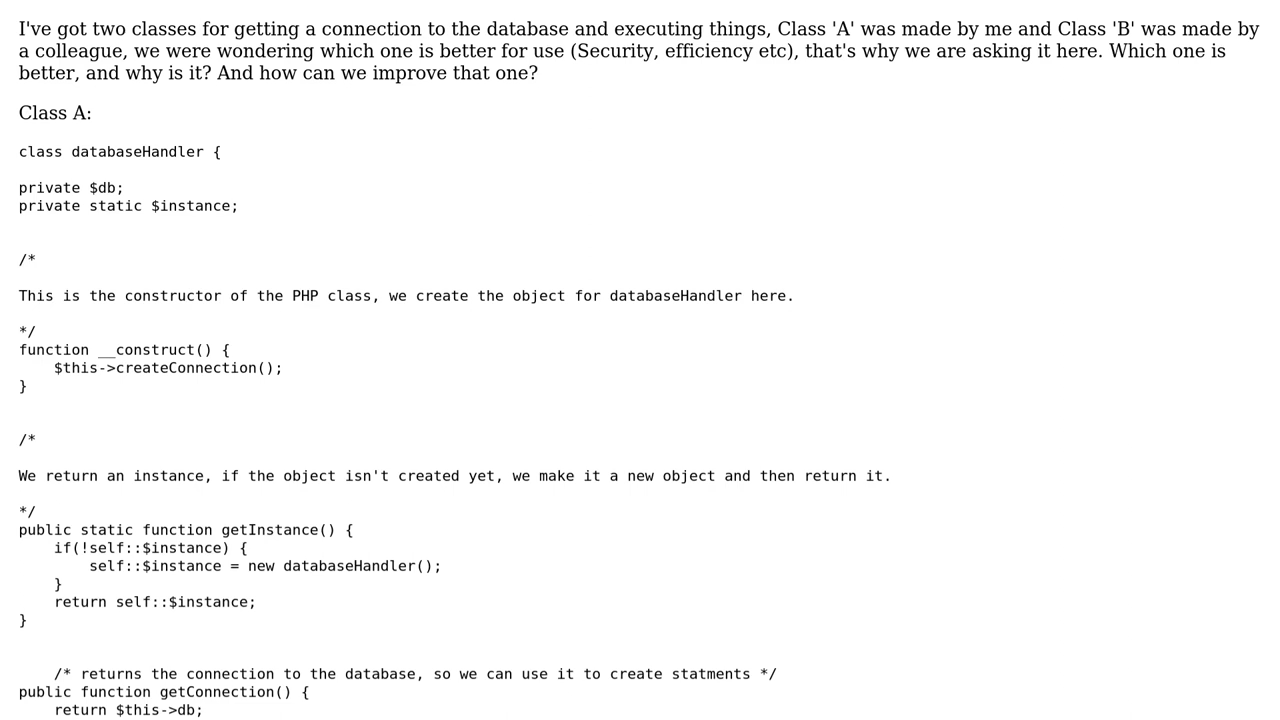 I've got two classes for getting a connection to the database and executing things, Class 'A' was made by me and Class 'B' was made by
a colleague, we were wondering which one is better for use (Security, efficiency etc), that's why we are asking it here. Which one is
better, and why is it? And how can we improve that one?
Class A:
class databaseHandler {
private $db;
private static $instance;
/*
This is the constructor of the PHP class, we create the object for databaseHandler here.
*/
function __construct() {
    $this->createConnection();
}
/*
We return an instance, if the object isn't created yet, we make it a new object and then return it.
*/
public static function getInstance() {
    if(!self::$instance) {
        self::$instance = new databaseHandler();
    }
    return self::$instance;
}
    /* returns the connection to the database, so we can use it to create statments */
public function getConnection() {
    return $this->db;